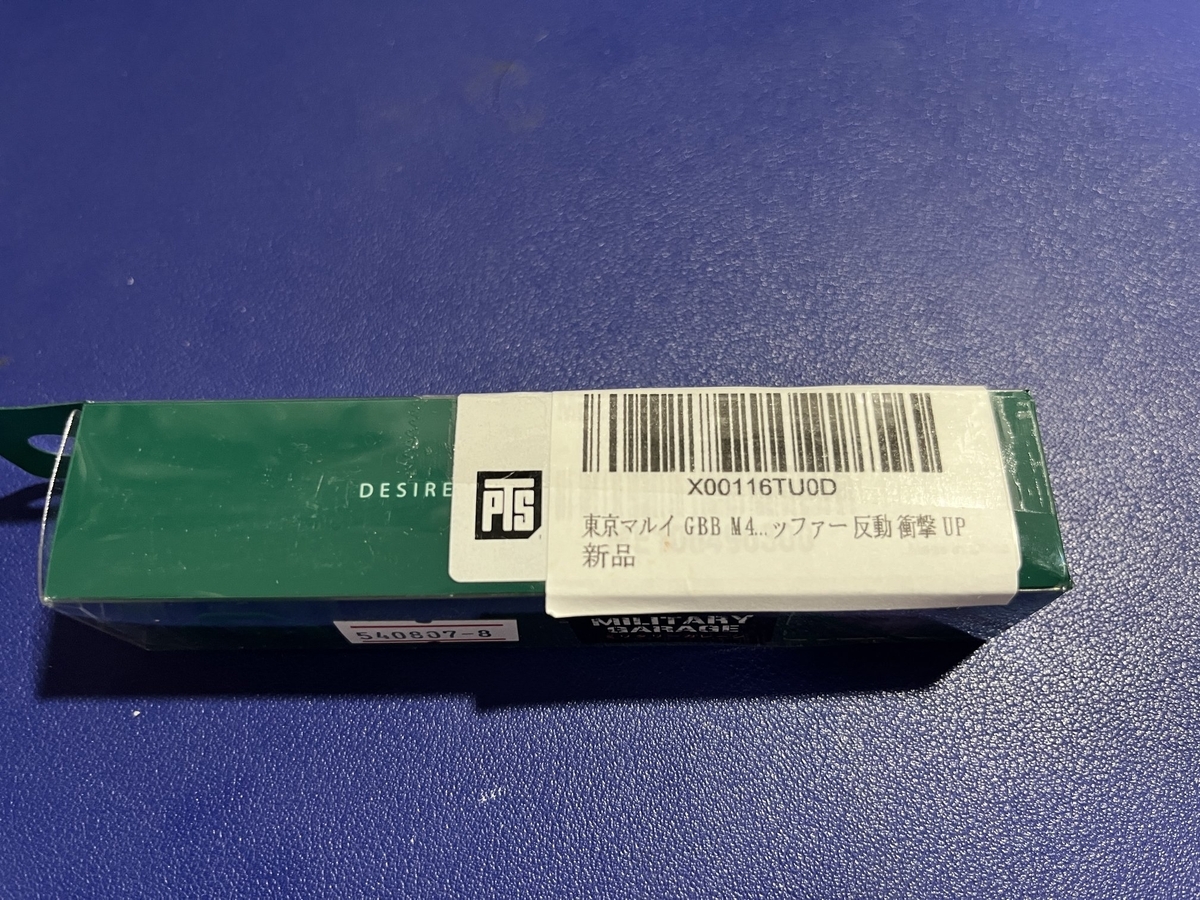 DESIRE
PTS
X00116TU0D
東京マルイ GBB M4...ッファー 反動 衝撃 UP
新品
540607-8
MILITARY
GARAGE